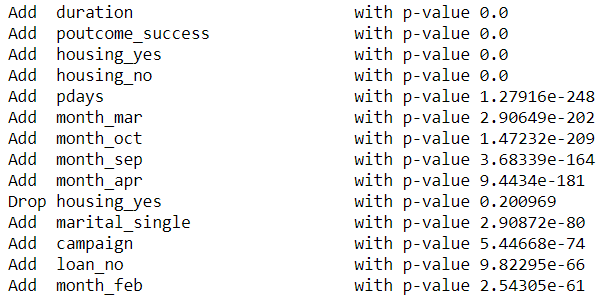 Add  duration                      with p-value 0.0
Add  poutcome_success              with p-value 0.0
Add  housing_yes                   with p-value 0.0
Add  housing_no                    with p-value 0.0
Add  pdays                         with p-value 1.27916e-248
Add  month_mar                     with p-value 2.90649e-202
Add  month_oct                     with p-value 1.47232e-209
Add  month_sep                     with p-value 3.68339e-164
Add  month_apr                     with p-value 9.4434e-181
Drop housing_yes                   with p-value 0.200969
Add  marital_single                with p-value 2.90872e-80
Add  campaign                      with p-value 5.44668e-74
Add  loan_no                       with p-value 9.82295e-66
Add  month_feb                     with p-value 2.54305e-61